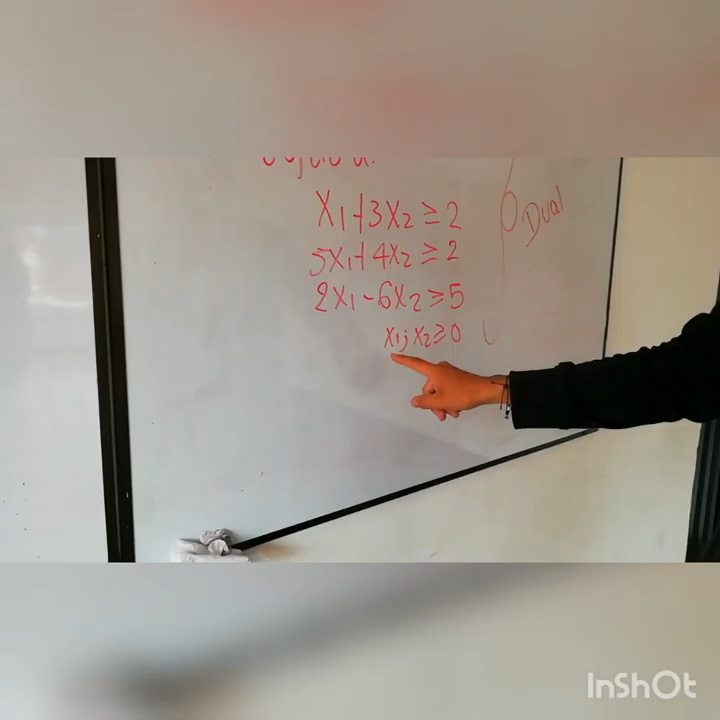 x₁+3x₂ ≥ 2
5x₁+4x₂ ≥ 2
2x₁-6x₂ ≥ 5
x₁; x₂ ≥ 0
Dual
InShOt